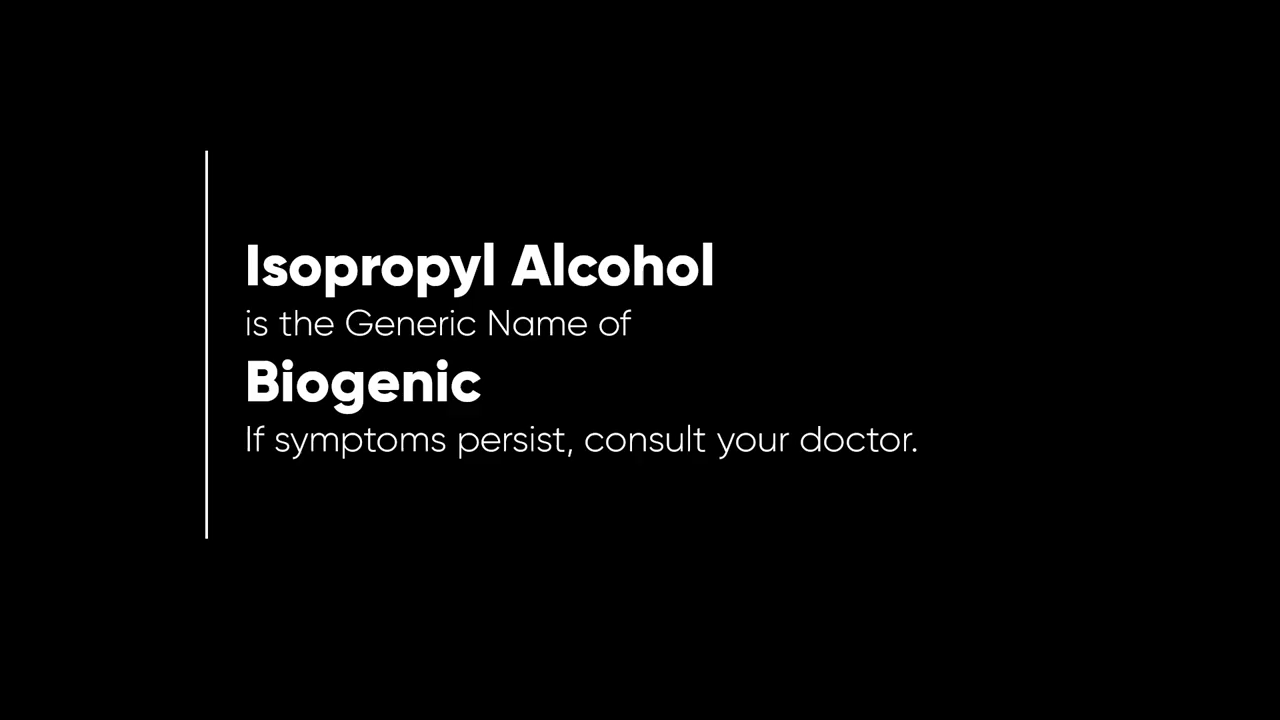 Isopropyl Alcohol
is the Generic Name of
Biogenic
If symptoms persist, consult your doctor.